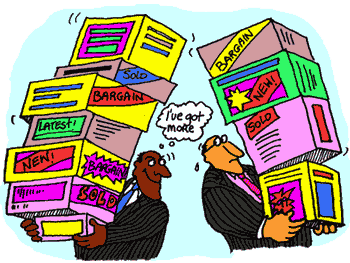 SOLD
BARGAIN
LATEST!
NEW!
BARGAIN
SOLD
I've got
more
BARGAIN
NEW!
SOLD